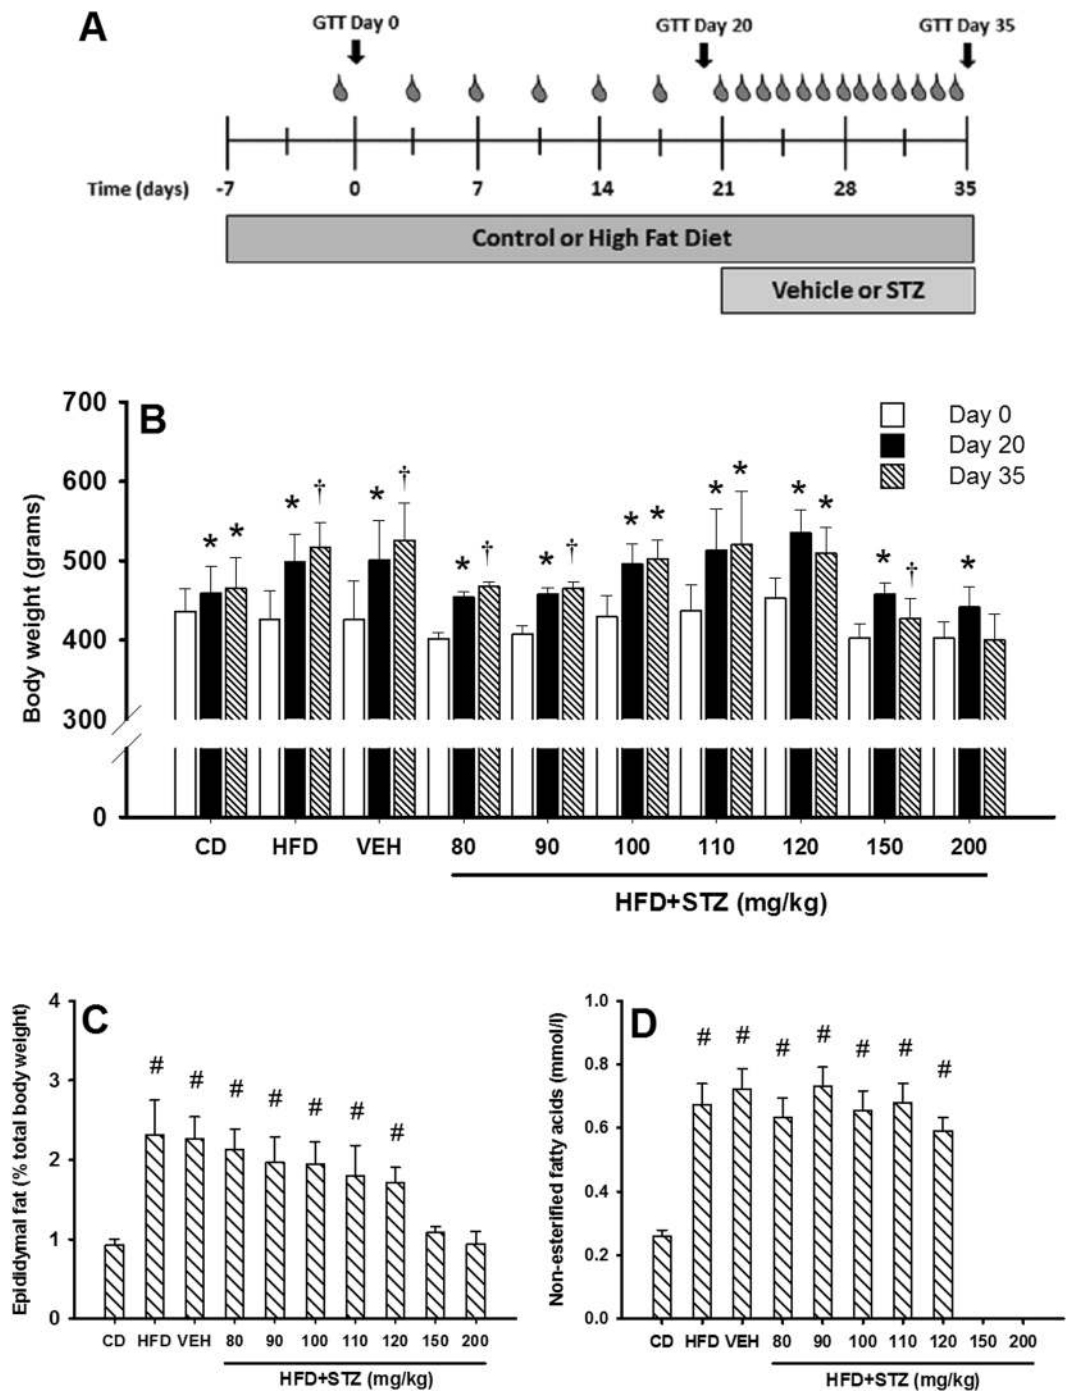 A
GTT Day 0
GTT Day 20
GTT Day 35
Time (days)
-7 0 7 14 21 28 35
Control or High Fat Diet
Vehicle or STZ
B
Body weight (grams)
700
600
500
400
300
0
Day 0
Day 20
Day 35
* * * † * † * † * † * * * * * * * † *
CD HFD VEH 80 90 100 110 120 150 200
HFD+STZ (mg/kg)
C
Epididymal fat (% total body weight)
4
3
2
1
0
# # # # # # #
CD HFD VEH 80 90 100 110 120 150 200
HFD+STZ (mg/kg)
D
Non-esterified fatty acids (mmol/l)
1.0
0.8
0.6
0.4
0.2
0.0
# # # # # # #
CD HFD VEH 80 90 100 110 120 150 200
HFD+STZ (mg/kg)